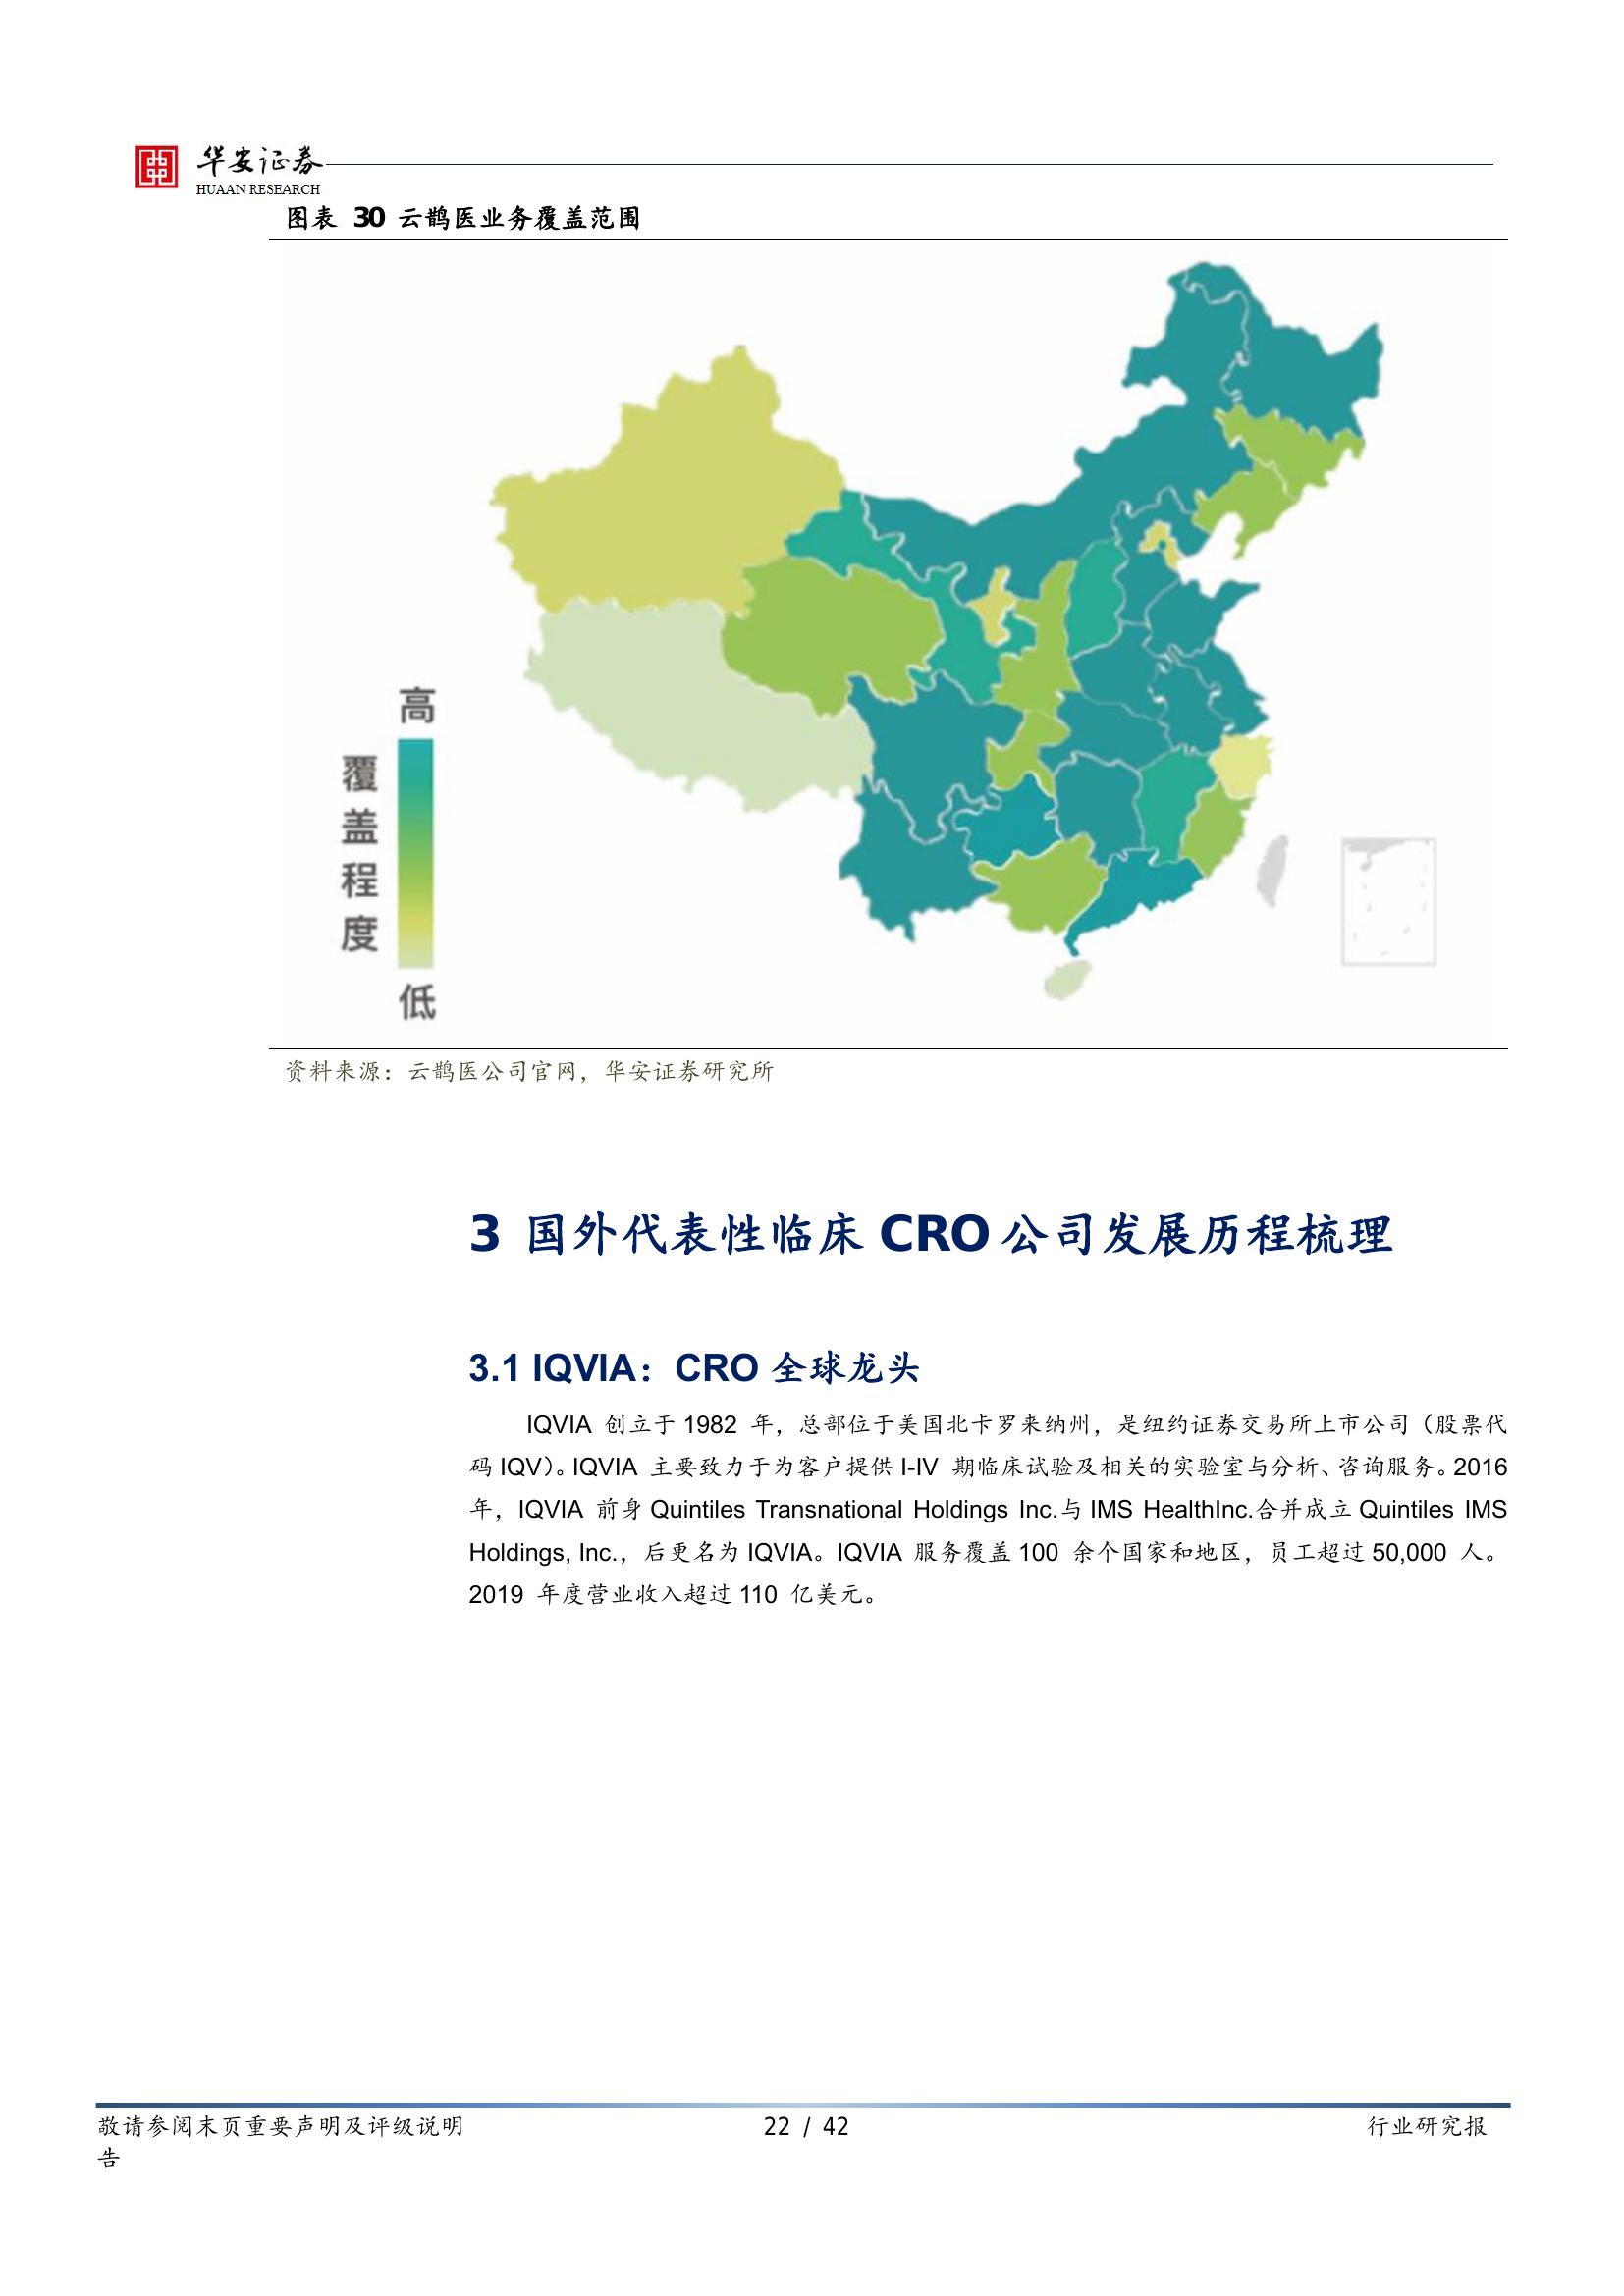 华安证券
HUAAN RESEARCH
图表 30 云鹊医业务覆盖范围
高
覆盖程度
低
资料来源：云鹊医公司官网，华安证券研究所
3 国外代表性临床 CRO 公司发展历程梳理
3.1 IQVIA：CRO 全球龙头
IQVIA 创立于 1982 年，总部位于美国北卡罗来纳州，是纽约证券交易所上市公司（股票代
码 IQV）。IQVIA 主要致力于为客户提供 I-IV 期临床试验及相关的实验室与分析、咨询服务。2016
年，IQVIA 前身 Quintiles Transnational Holdings Inc.与 IMS HealthInc.合并成立 Quintiles IMS
Holdings, Inc.，后更名为 IQVIA。IQVIA 服务覆盖 100 余个国家和地区，员工超过 50,000 人。
2019 年度营业收入超过 110 亿美元。
敬请参阅末页重要声明及评级说明 22 / 42 行业研究报
告